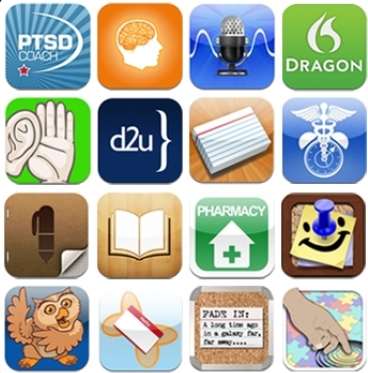 PTSD
COACH
DRAGON
d2u}
PHARMACY
FADE IN:
A long time ago
in a galaxy far,
far away....